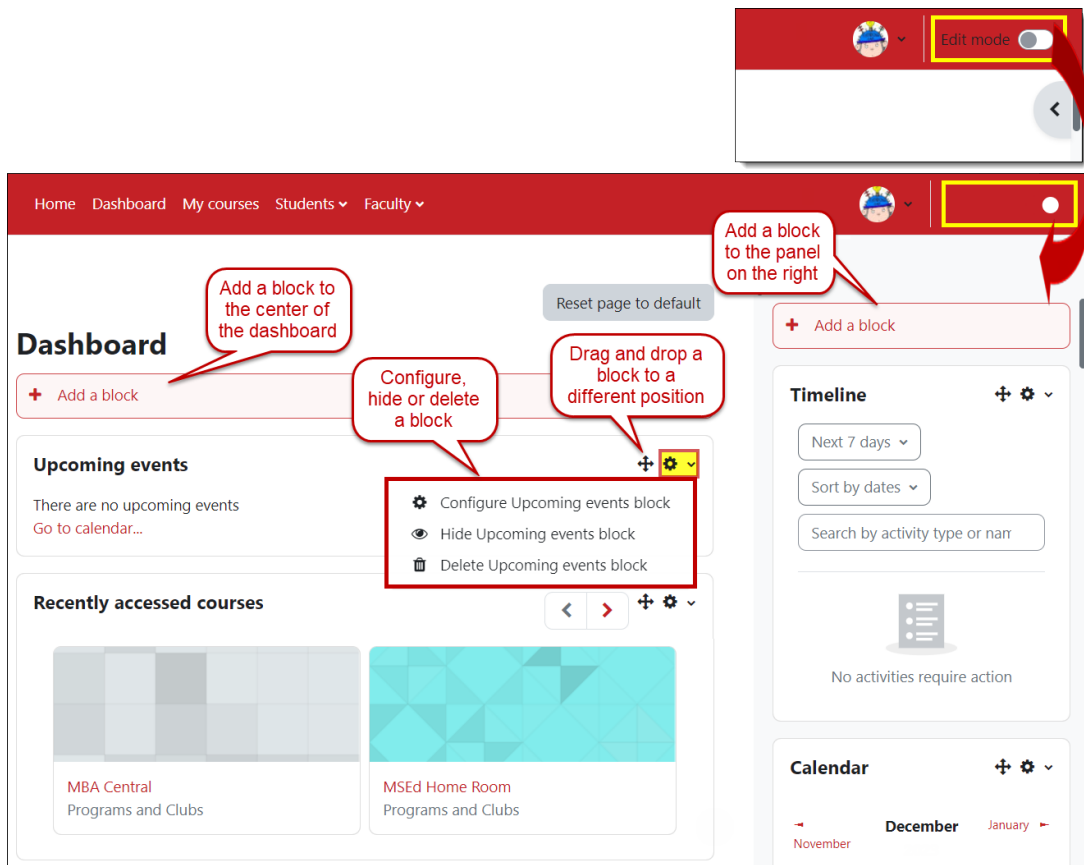 Edit mode
Home Dashboard My courses Students Faculty
Add a block
to the panel
on the right
Add a block to
the center of
the dashboard
Reset page to default
+ Add a block
Dashboard
Drag and drop a
block to a
different position
Configure,
hide or delete
a block
+ Add a block
Timeline
Next 7 days
Sort by dates
Search by activity type or nam
No activities require action
Upcoming events
There are no upcoming events
Go to calendar...
Configure Upcoming events block
Hide Upcoming events block
Delete Upcoming events block
Recently accessed courses
MBA Central
Programs and Clubs
MSEd Home Room
Programs and Clubs
Calendar
November
December
January